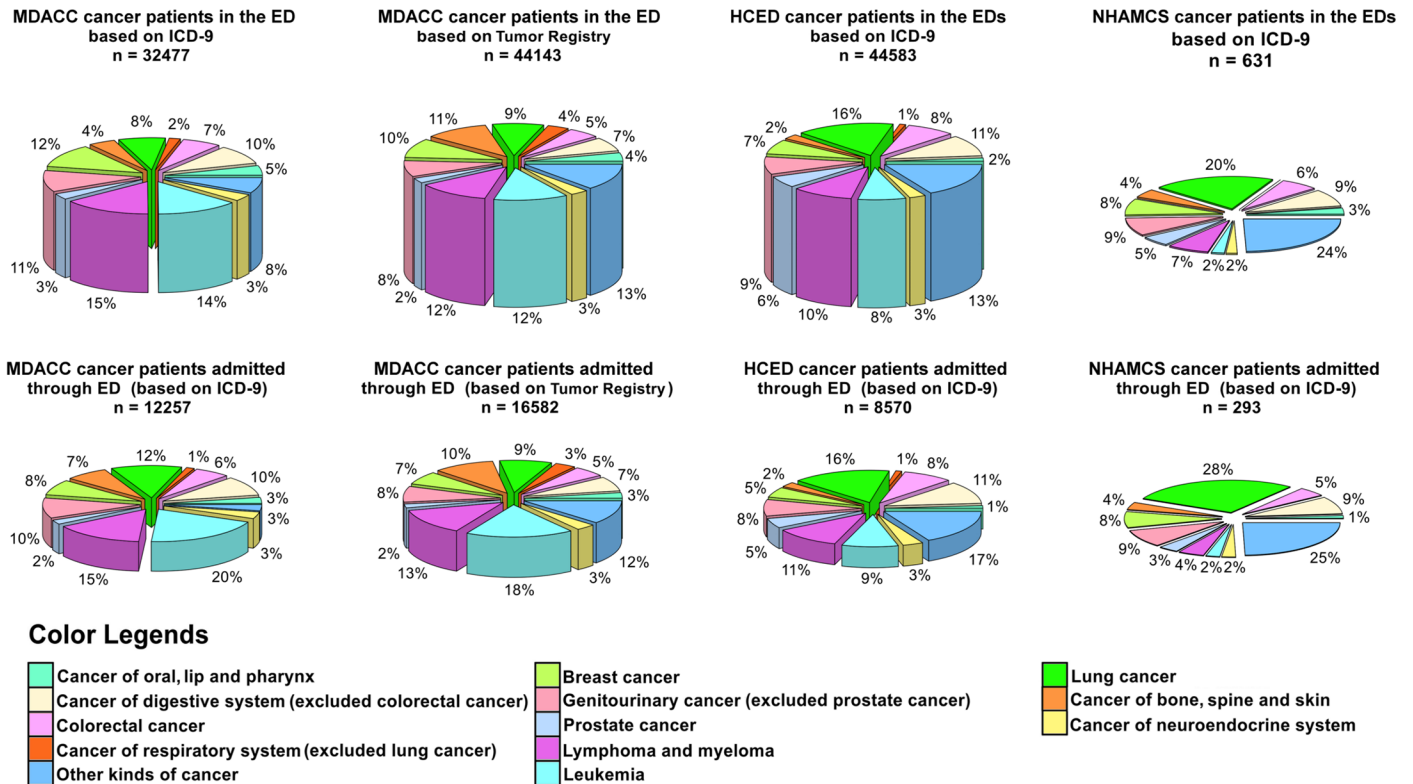 MDACC cancer patients in the ED
based on ICD-9
n = 32477
MDACC cancer patients in the ED
based on Tumor Registry
n = 44143
HCED cancer patients in the EDs
based on ICD-9
n = 44583
NHAMCS cancer patients in the EDs
based on ICD-9
n = 631
12%
4%
8%
2%
7%
10%
5%
8%
3%
14%
15%
3%
11%
10%
11%
9%
4%
5%
7%
4%
13%
3%
12%
12%
2%
8%
7%
2%
16%
1%
8%
11%
2%
13%
3%
8%
10%
6%
9%
8%
4%
20%
6%
9%
3%
24%
2%
2%
7%
5%
9%
MDACC cancer patients admitted
through ED (based on ICD-9)
n = 12257
MDACC cancer patients admitted
through ED (based on Tumor Registry)
n = 16582
HCED cancer patients admitted
through ED (based on ICD-9)
n = 8570
NHAMCS cancer patients admitted
through ED (based on ICD-9)
n = 293
8%
7%
12%
1%
6%
10%
3%
3%
3%
20%
15%
2%
10%
7%
10%
9%
3%
5%
7%
3%
12%
3%
18%
13%
2%
8%
5%
2%
16%
1%
8%
11%
1%
17%
3%
9%
11%
5%
8%
8%
4%
28%
5%
9%
1%
25%
2%
2%
4%
3%
9%
Color Legends
Cancer of oral, lip and pharynx
Cancer of digestive system (excluded colorectal cancer)
Colorectal cancer
Cancer of respiratory system (excluded lung cancer)
Other kinds of cancer
Breast cancer
Genitourinary cancer (excluded prostate cancer)
Prostate cancer
Lymphoma and myeloma
Leukemia
Lung cancer
Cancer of bone, spine and skin
Cancer of neuroendocrine system